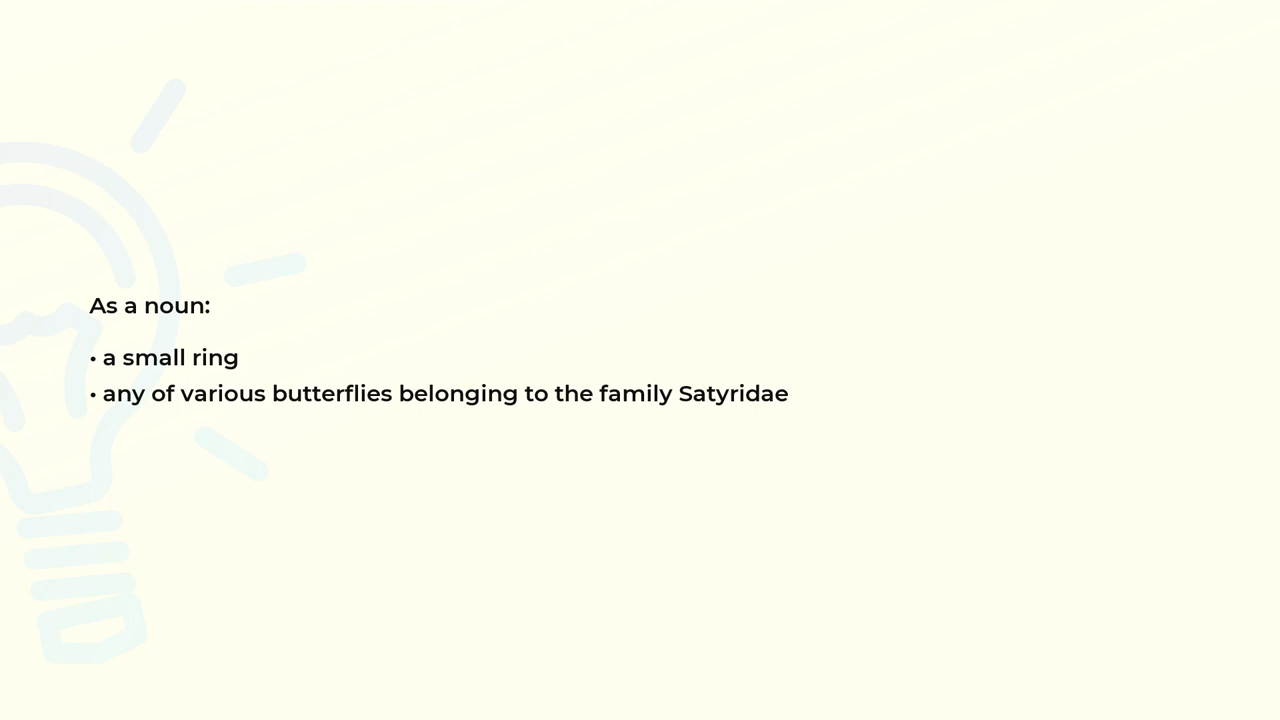 As a noun:
• a small ring
• any of various butterflies belonging to the family Satyridae